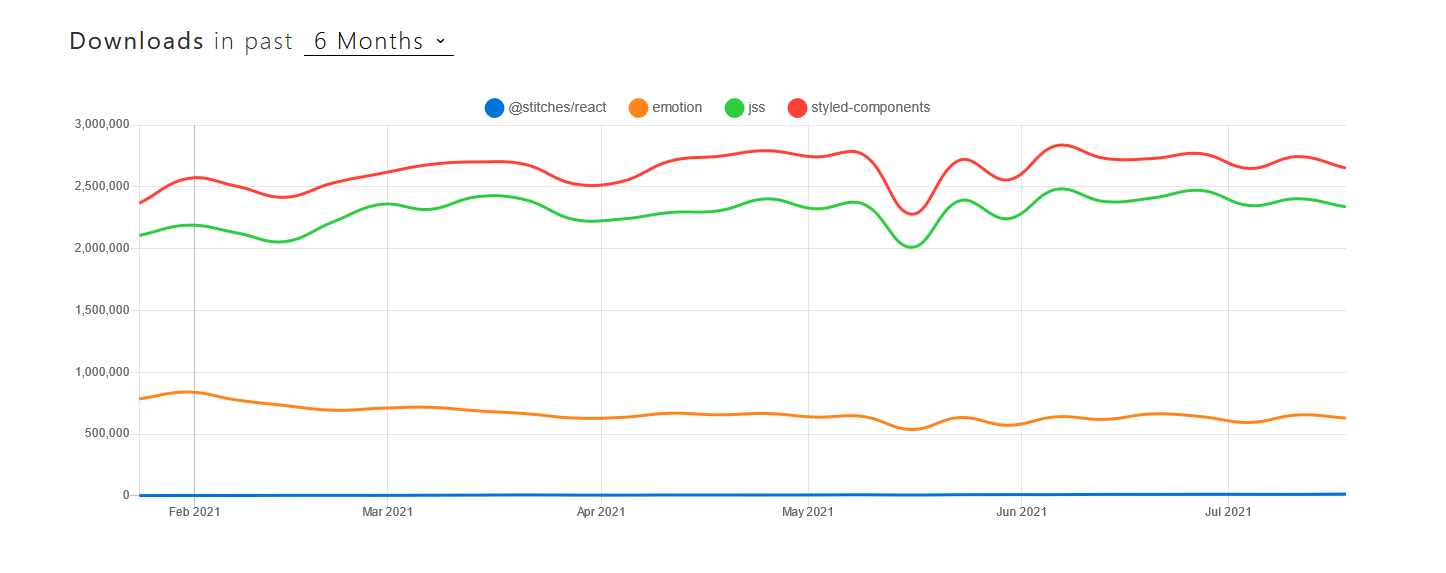 Downloads in past 6 Months
@stitches/react emotion jss styled-components
3,000,000
2,500,000
2,000,000
1,500,000
1,000,000
500,000
0
Feb 2021 Mar 2021 Apr 2021 May 2021 Jun 2021 Jul 2021